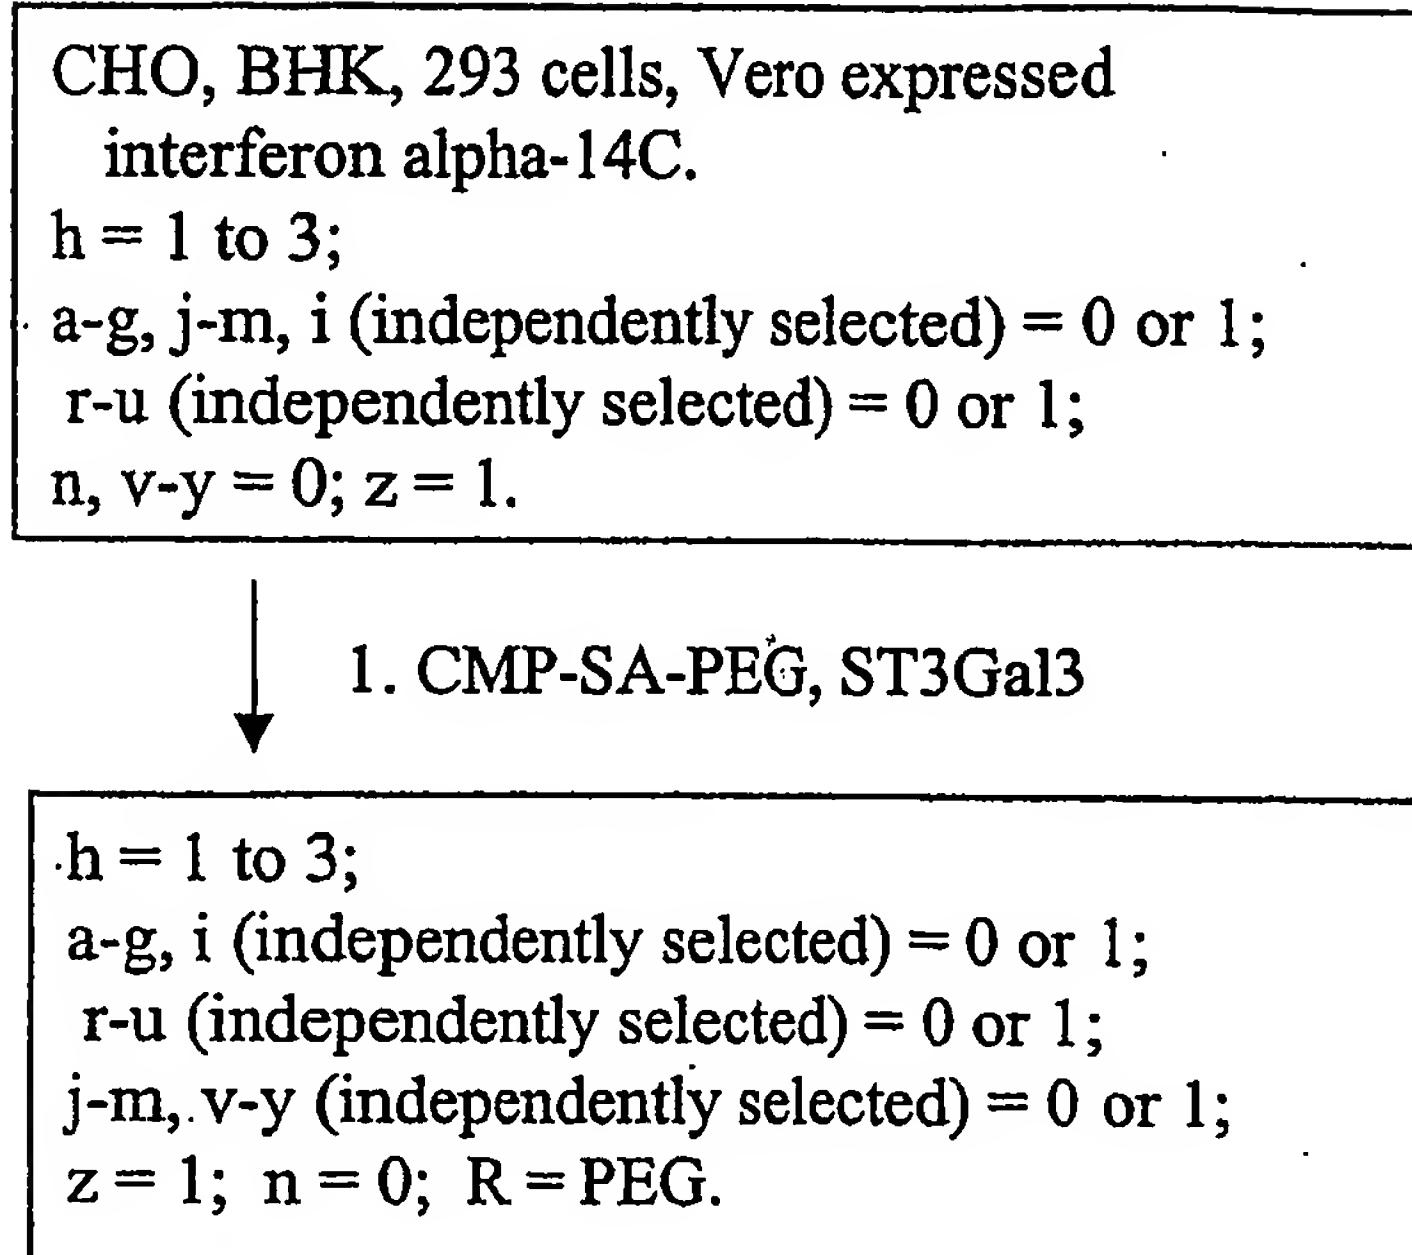 CHO, BHK, 293 cells, Vero expressed
interferon alpha-14C.
h = 1 to 3;
a-g, j-m, i (independently selected) = 0 or 1;
r-u (independently selected) = 0 or 1;
n, v-y = 0; z = 1.
1. CMP-SA-PEG, ST3Gal3
h = 1 to 3;
a-g, i (independently selected) = 0 or 1;
r-u (independently selected) = 0 or 1;
j-m, v-y (independently selected) = 0 or 1;
z = 1; n = 0; R = PEG.